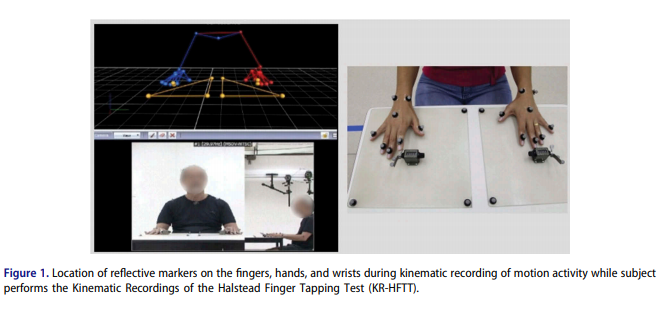 Figure 1. Location of reflective markers on the fingers, hands, and wrists during kinematic recording of motion activity while subject
performs the Kinematic Recordings of the Halstead Finger Tapping Test (KR-HFTT).